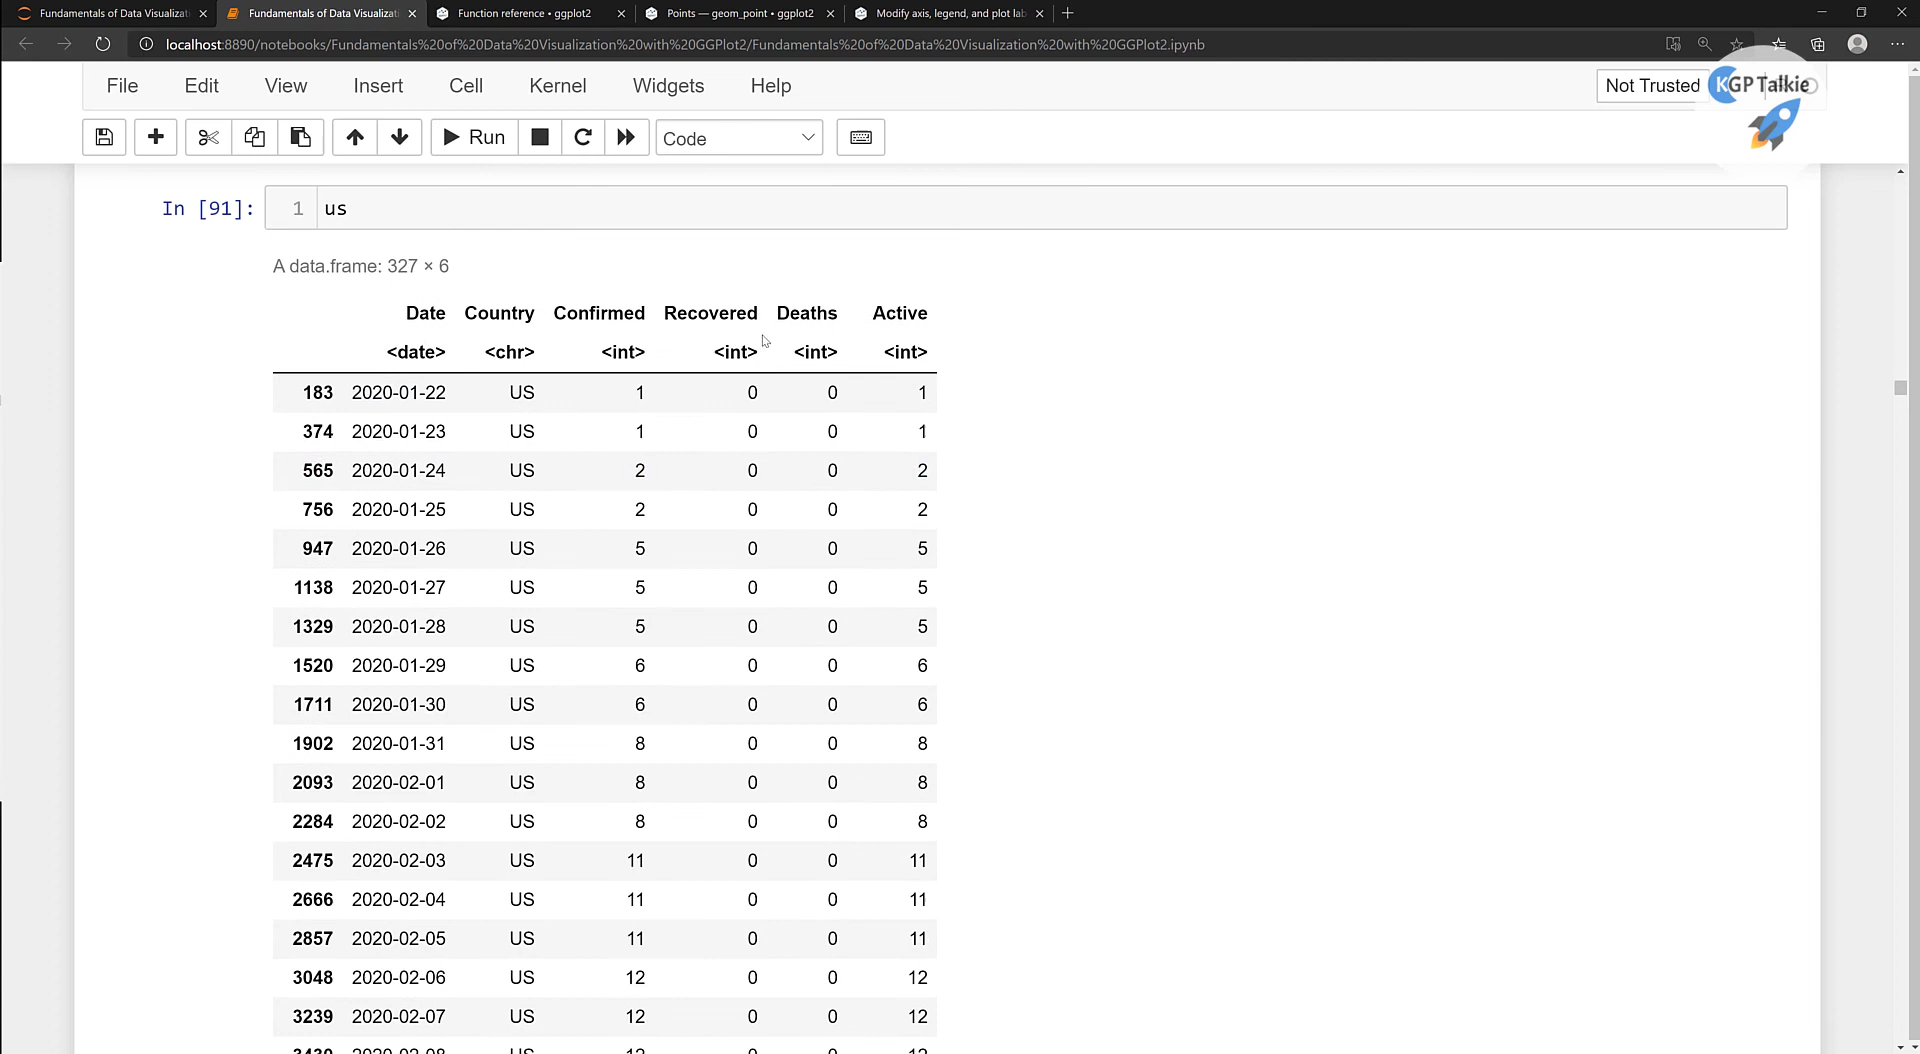 Fundamentals of Data Visualizati
Fundamentals of Data Visualizati
Function reference • ggplot2
Points — geom_point • ggplot2
Modify axis, legend, and plot lab
localhost:8890/notebooks/Fundamentals%20of%20Data%20Visualization%20with%20GGPlot2/Fundamentals%20of%20Data%20Visualization%20with%20GGPlot2.ipynb
File Edit View Insert Cell Kernel Widgets Help
Not Trusted
KGP Talkie
Run
Code
In [91]:
1 us
A data.frame: 327 × 6
Date Country Confirmed Recovered Deaths Active
<date> <chr> <int> <int> <int> <int>
183 2020-01-22 US 1 0 0 1
374 2020-01-23 US 1 0 0 1
565 2020-01-24 US 2 0 0 2
756 2020-01-25 US 2 0 0 2
947 2020-01-26 US 5 0 0 5
1138 2020-01-27 US 5 0 0 5
1329 2020-01-28 US 5 0 0 5
1520 2020-01-29 US 6 0 0 6
1711 2020-01-30 US 6 0 0 6
1902 2020-01-31 US 8 0 0 8
2093 2020-02-01 US 8 0 0 8
2284 2020-02-02 US 8 0 0 8
2475 2020-02-03 US 11 0 0 11
2666 2020-02-04 US 11 0 0 11
2857 2020-02-05 US 11 0 0 11
3048 2020-02-06 US 12 0 0 12
3239 2020-02-07 US 12 0 0 12
3430 2020-02-08 US 12 0 0 12